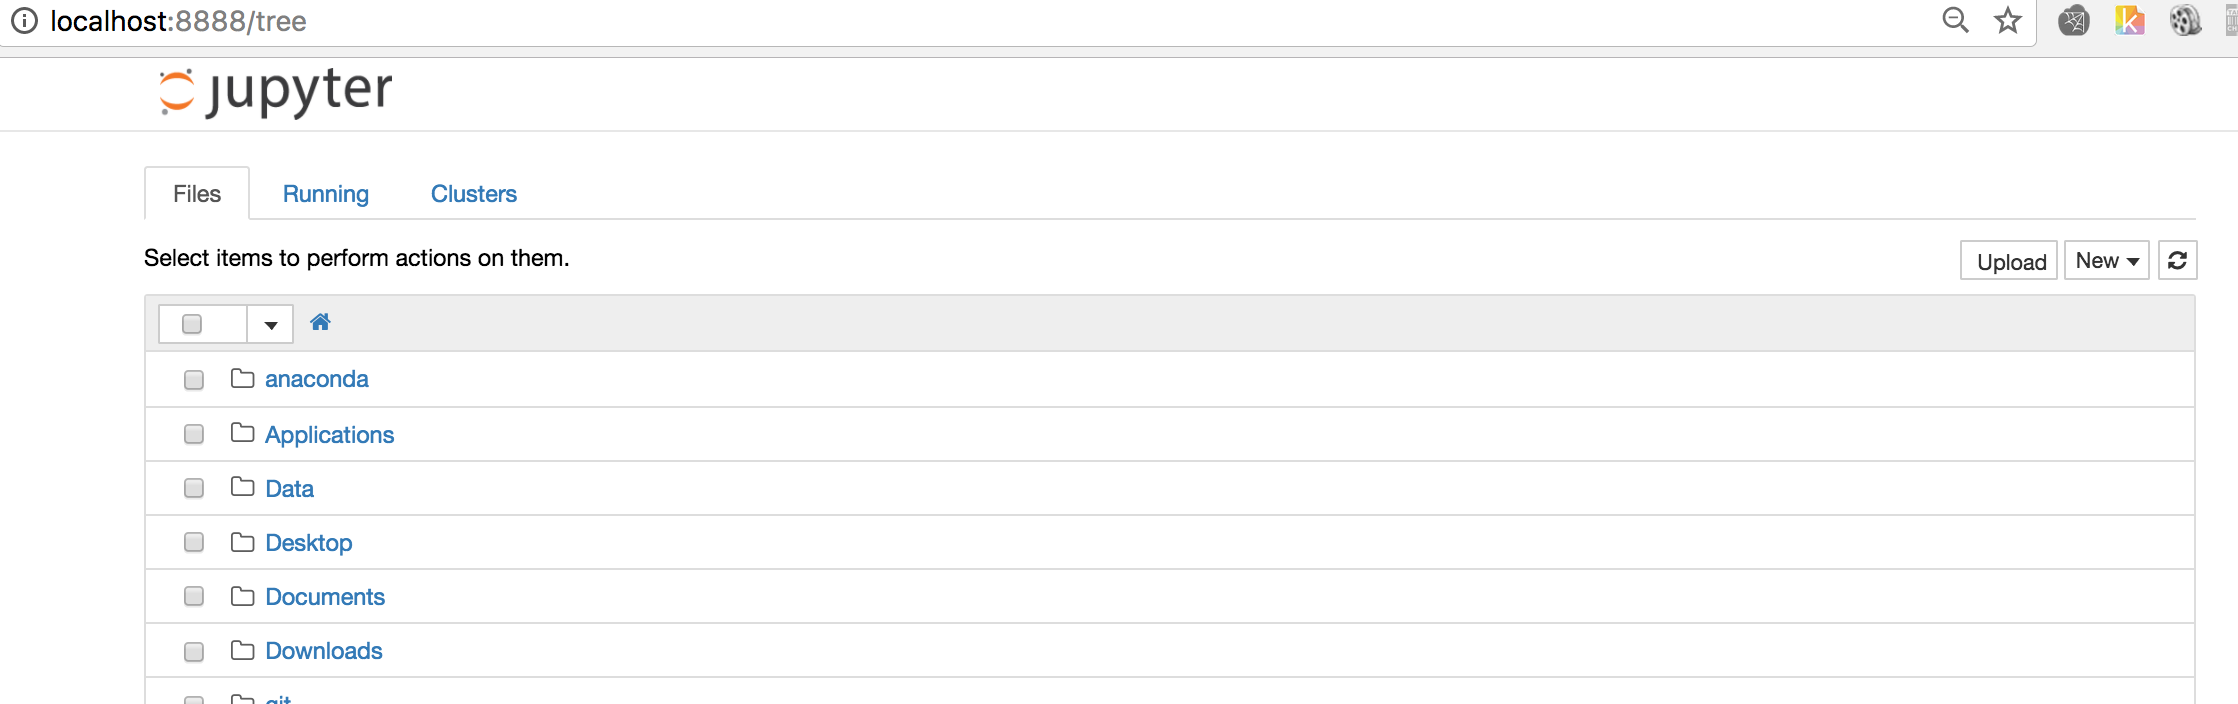 localhost:8888/tree
jupyter
Files Running Clusters
Select items to perform actions on them.
Upload New
anaconda
Applications
Data
Desktop
Documents
Downloads
git